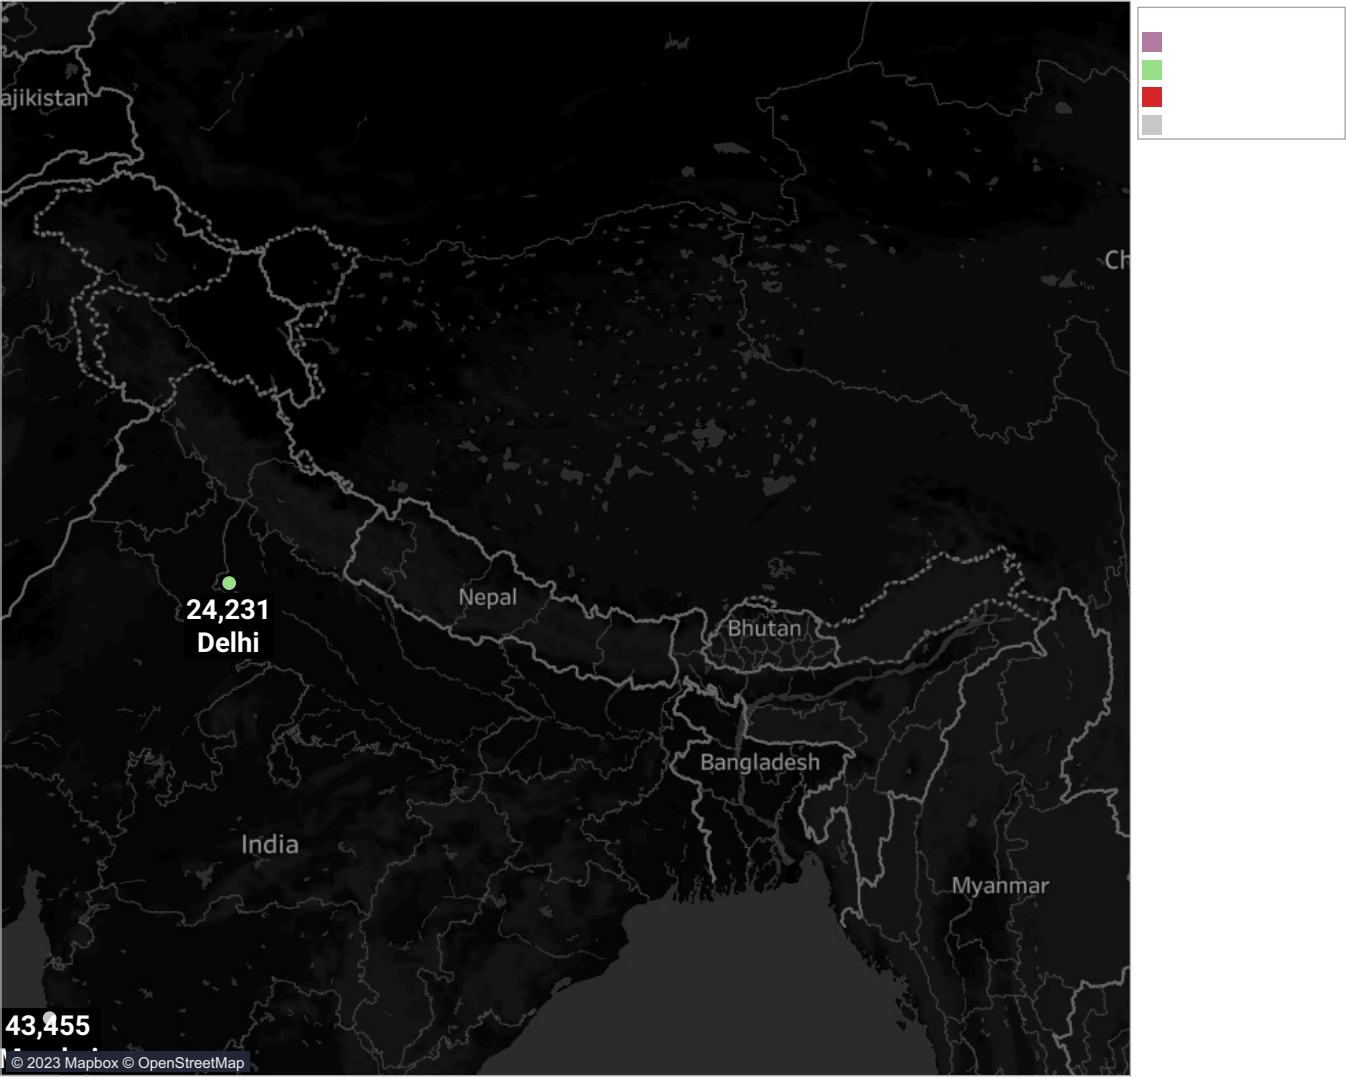 ajikistan
Ch
24,231
Delhi
Nepal
Bhutan
Bangladesh
India
Myanmar
43,455
© 2023 Mapbox © OpenStreetMap